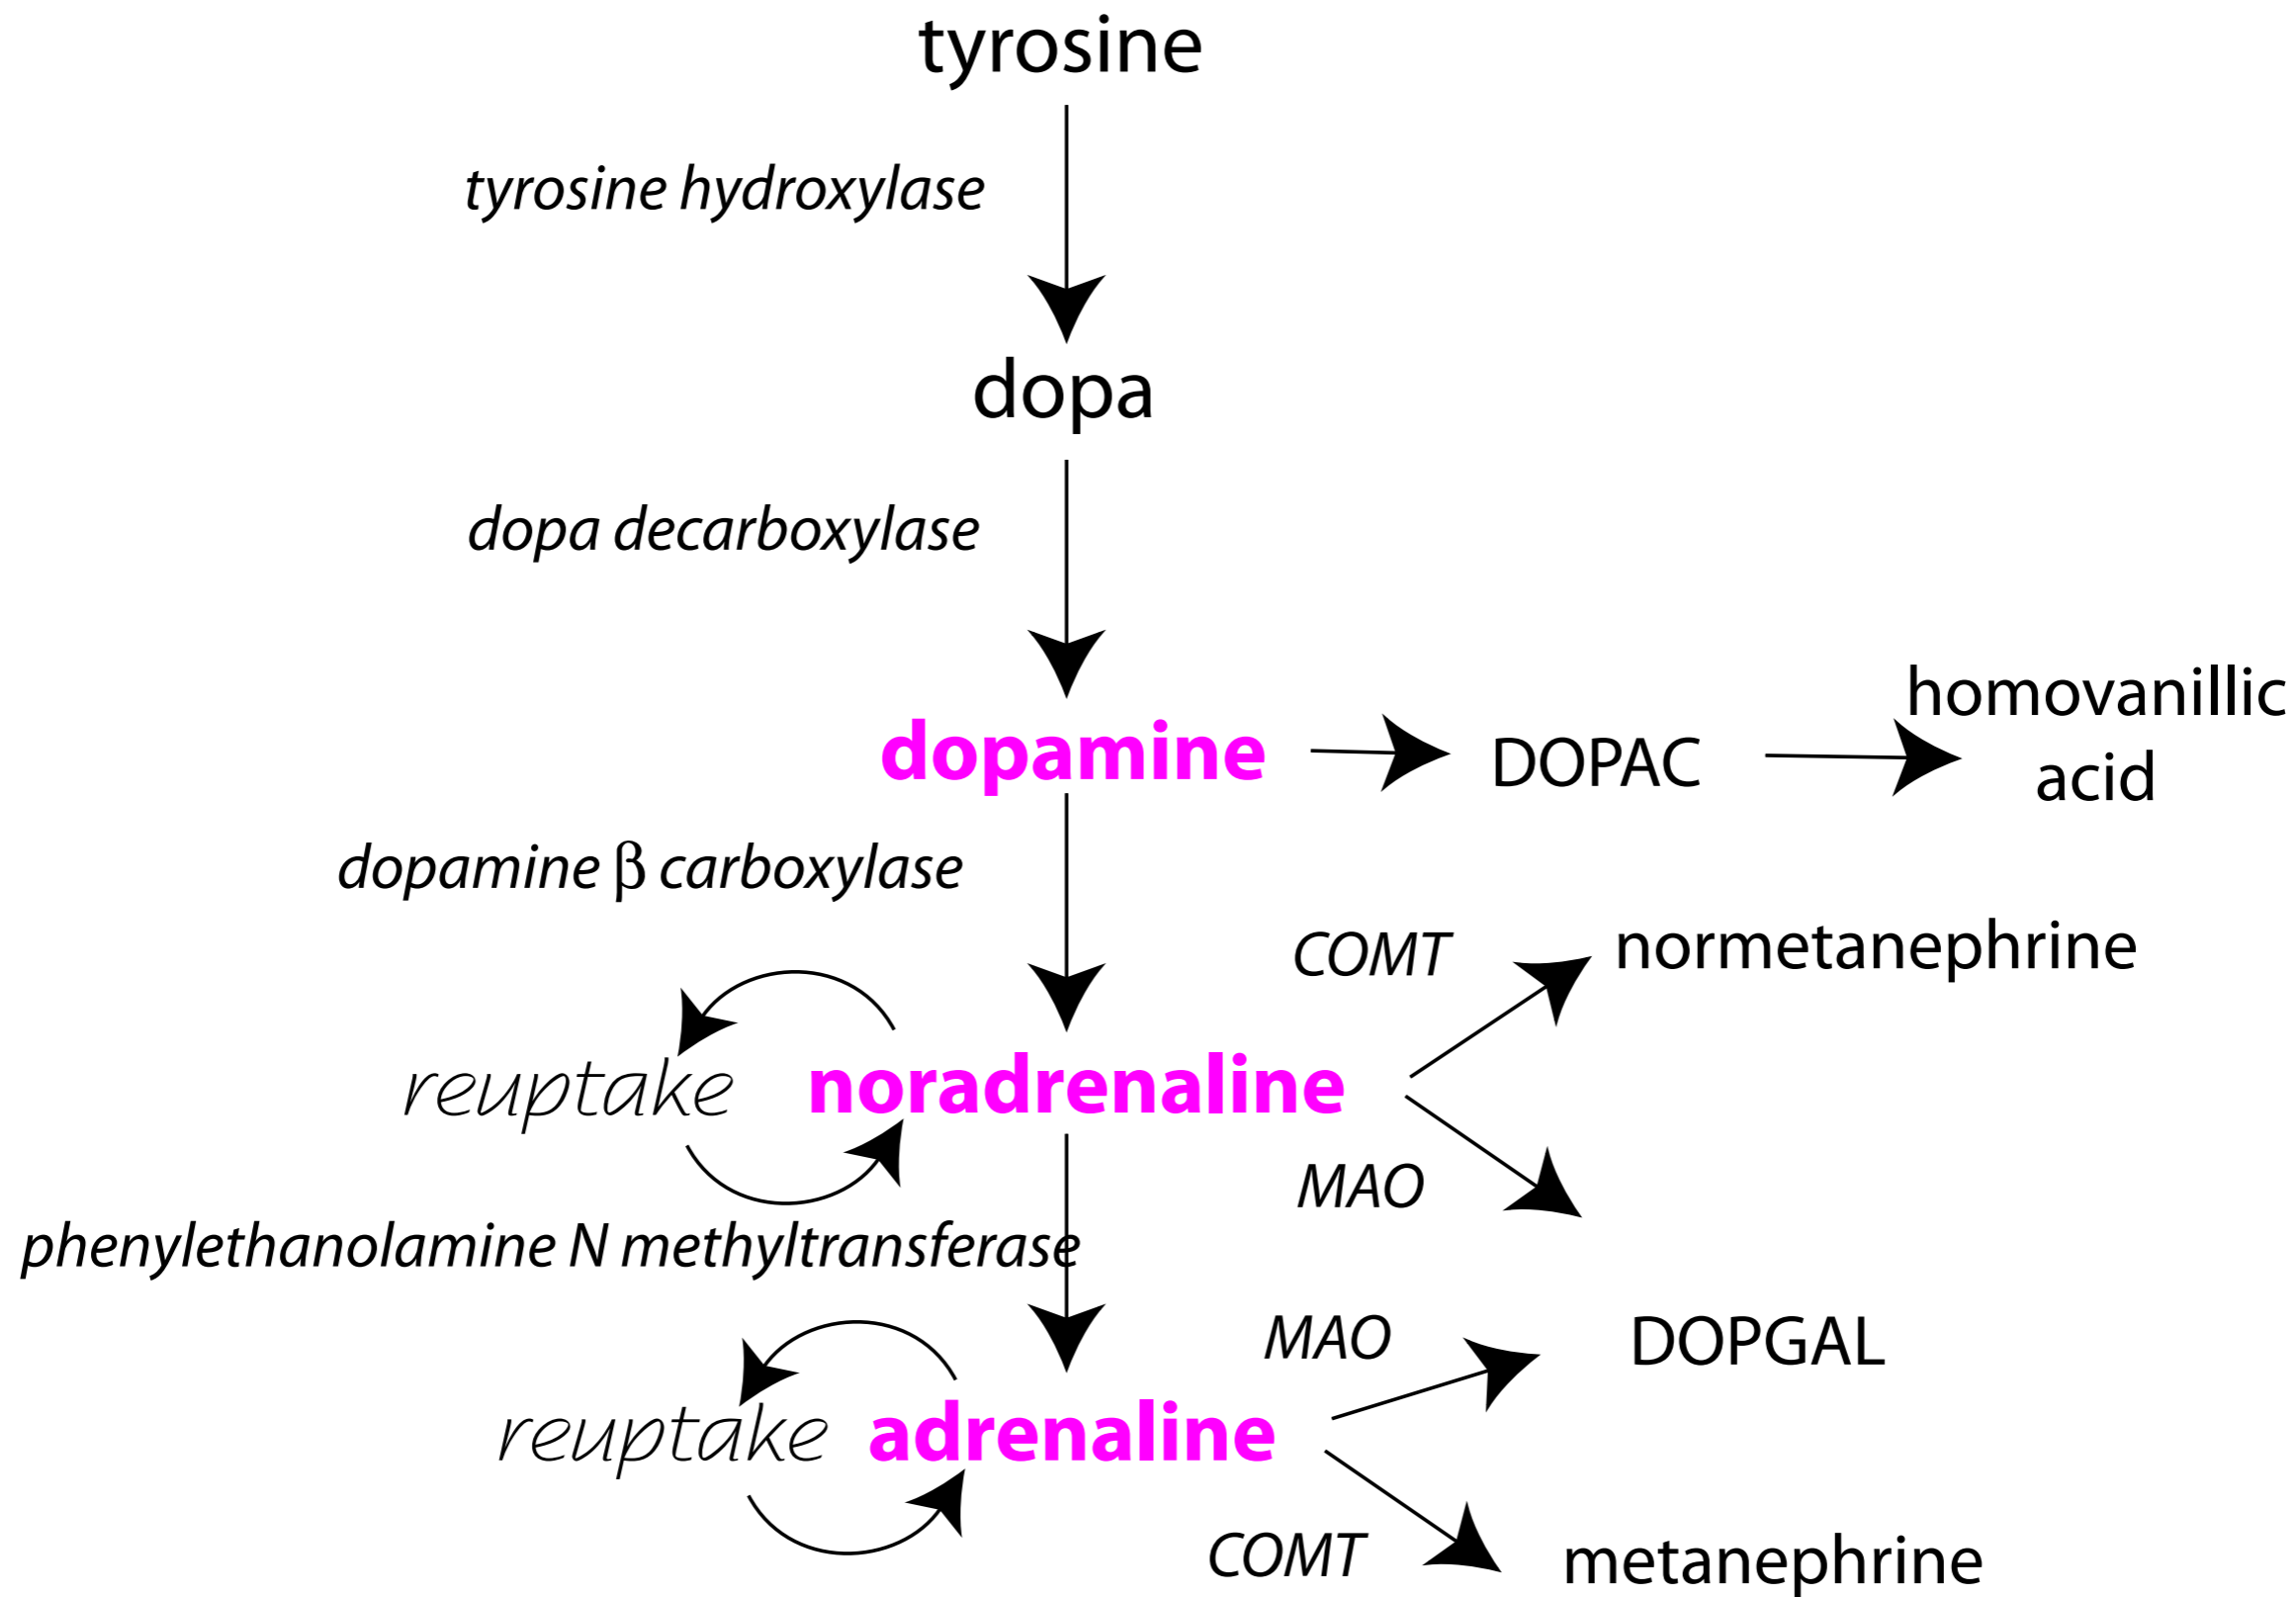 tyrosine
tyrosine hydroxylase
dopa
dopa decarboxylase
homovanillic
dopamine
DOPAC
acid
dopamine β carboxylase
COMT
normetanephrine
reuptake
noradrenaline
MAO
phenylethanolamine N methyltransferase
MAO
DOPGAL
reuptake
adrenaline
COMT
metanephrine